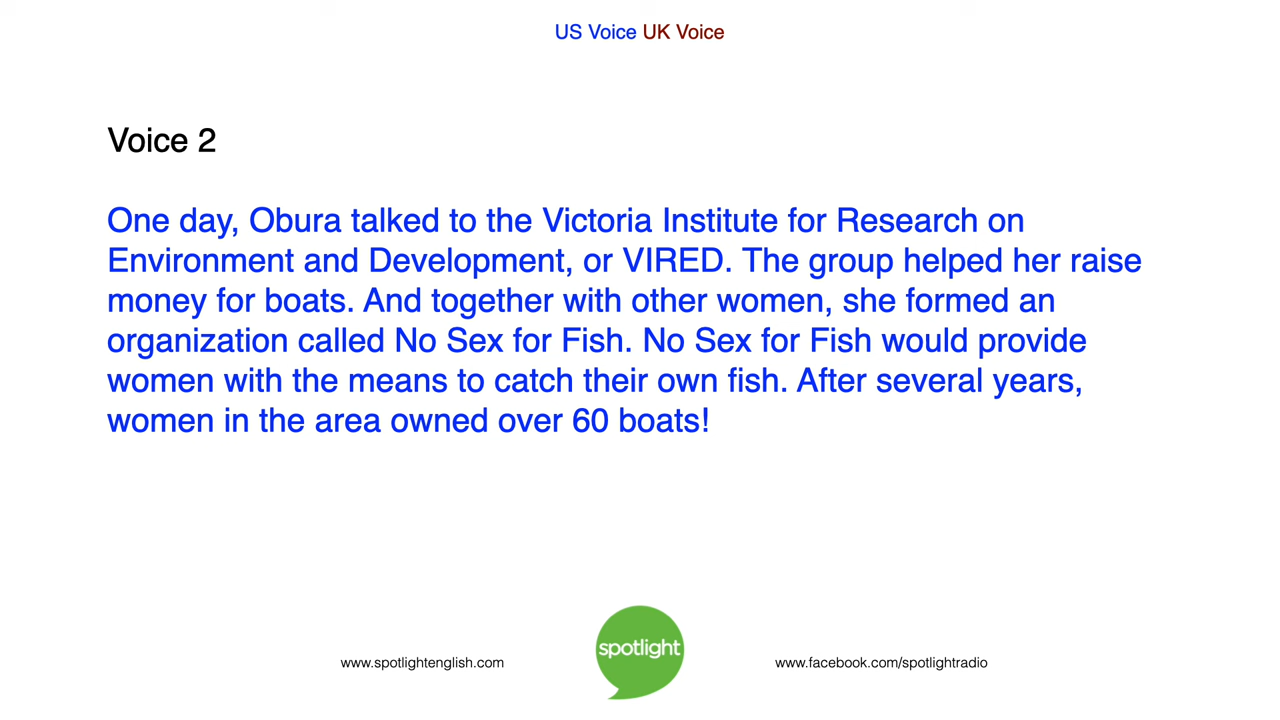 US Voice UK Voice
Voice 2
One day, Obura talked to the Victoria Institute for Research on
Environment and Development, or VIRED. The group helped her raise
money for boats. And together with other women, she formed an
organization called No Sex for Fish. No Sex for Fish would provide
women with the means to catch their own fish. After several years,
women in the area owned over 60 boats!
www.spotlightenglish.com
spotlight
www.facebook.com/spotlightradio